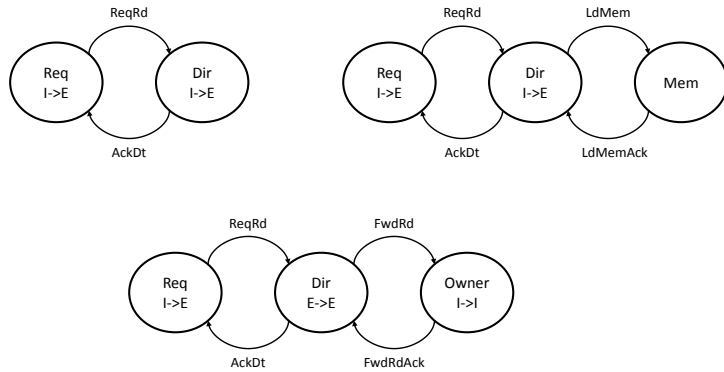 ReqRd
Req
I->E
Dir
I->E
AckDt
ReqRd
LdMem
Req
I->E
Dir
I->E
Mem
AckDt
LdMemAck
ReqRd
FwdRd
Req
I->E
Dir
E->E
Owner
I->I
AckDt
FwdRdAck